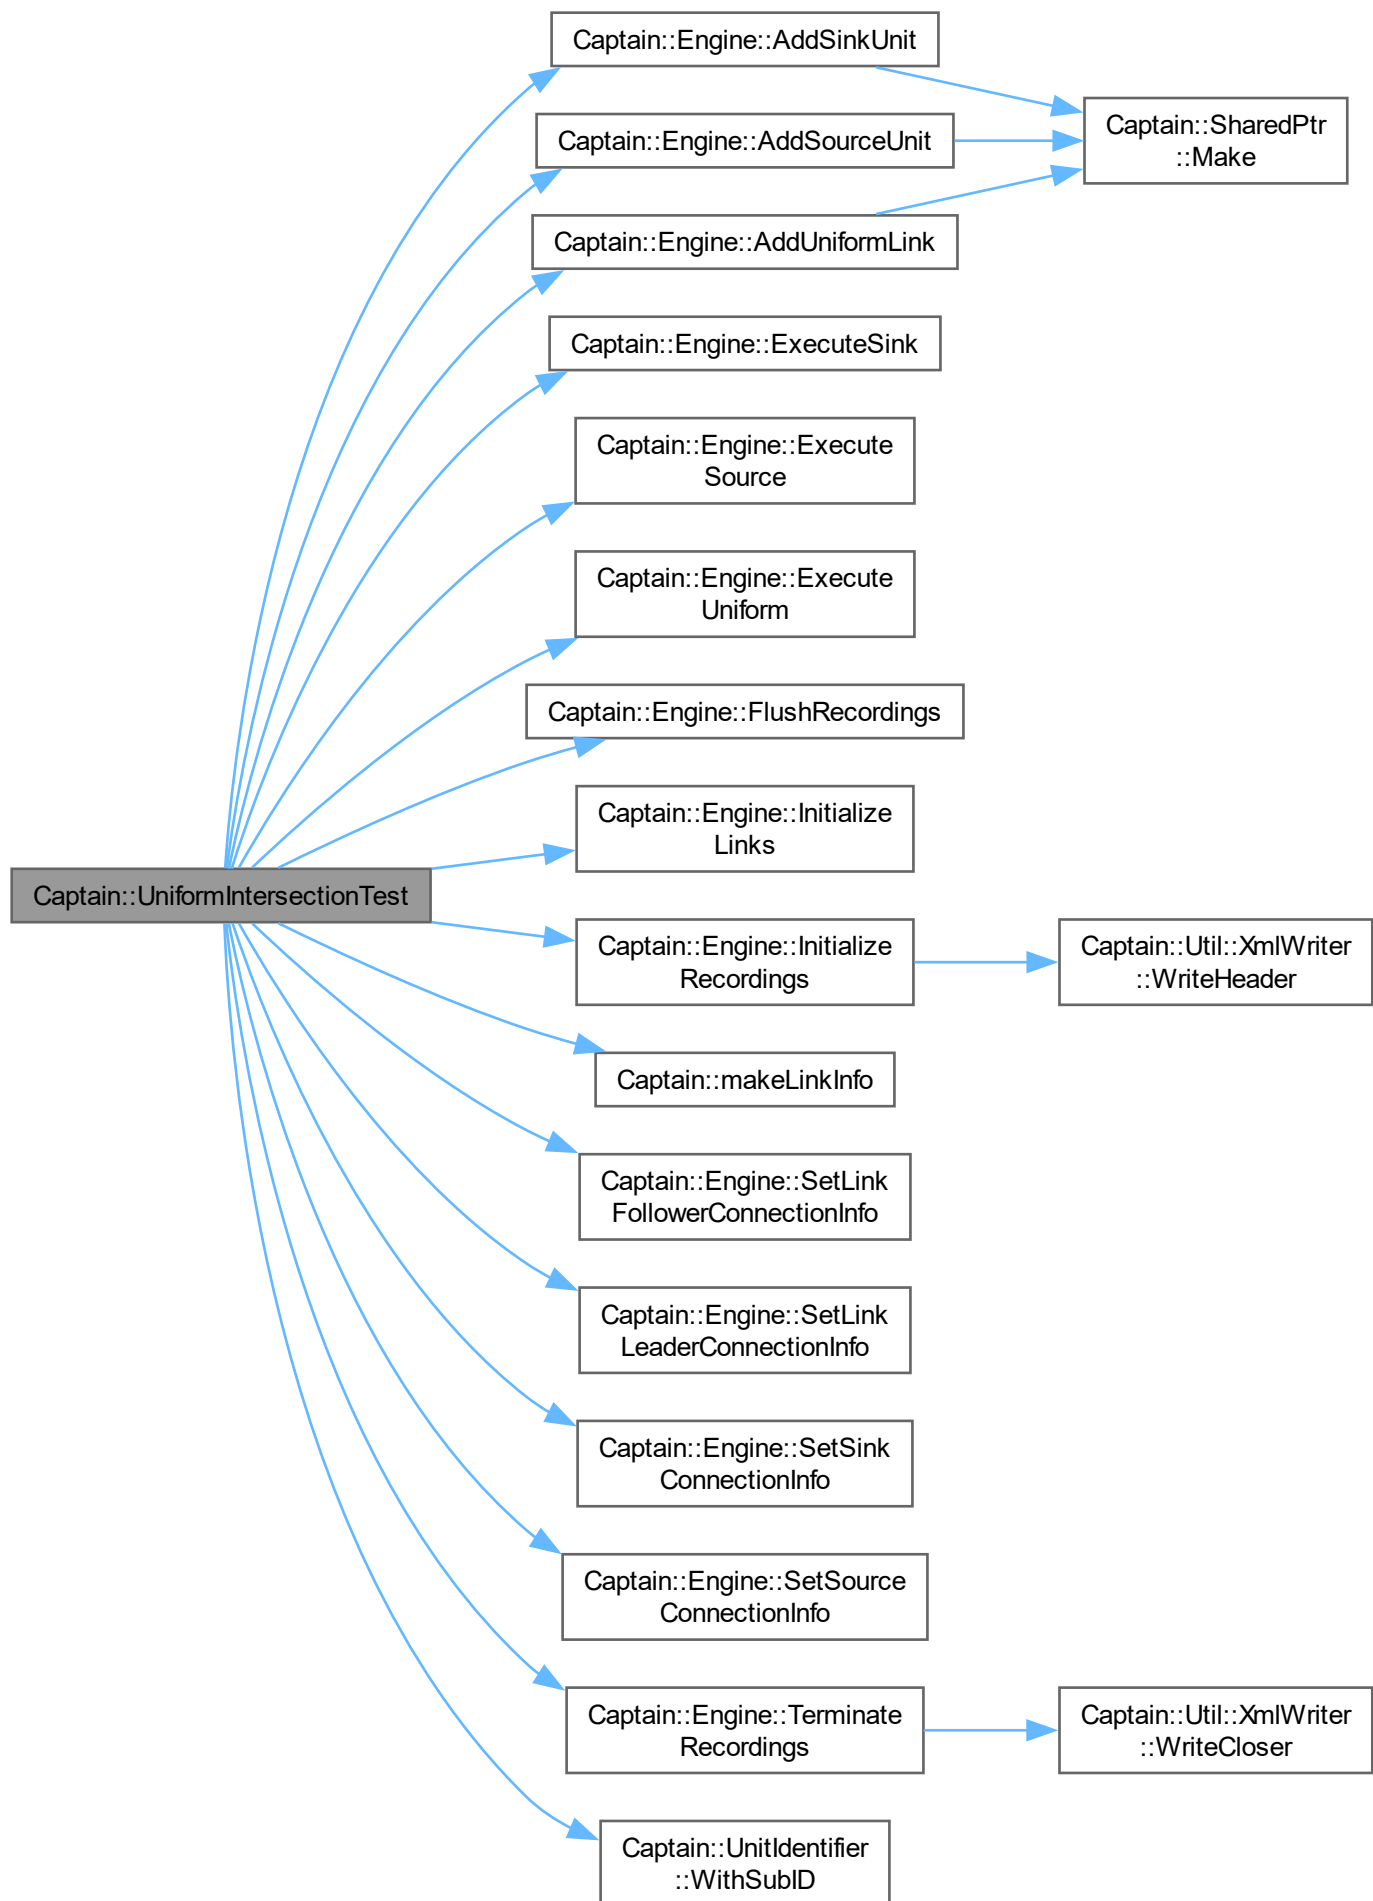 Captain::Engine::AddSinkUnit
Captain::SharedPtr
::Make
Captain::Engine::AddSourceUnit
Captain::Engine::AddUniformLink
Captain::Engine::ExecuteSink
Captain::Engine::Execute
Source
Captain::Engine::Execute
Uniform
Captain::Engine::FlushRecordings
Captain::Engine::Initialize
Links
Captain::UniformIntersectionTest
Captain::Engine::Initialize
Recordings
Captain::Util::XmlWriter
::WriteHeader
Captain::makeLinkInfo
Captain::Engine::SetLink
FollowerConnectionInfo
Captain::Engine::SetLink
LeaderConnectionInfo
Captain::Engine::SetSink
ConnectionInfo
Captain::Engine::SetSource
ConnectionInfo
Captain::Engine::Terminate
Recordings
Captain::Util::XmlWriter
::WriteCloser
Captain::UnitIdentifier
::WithSubID